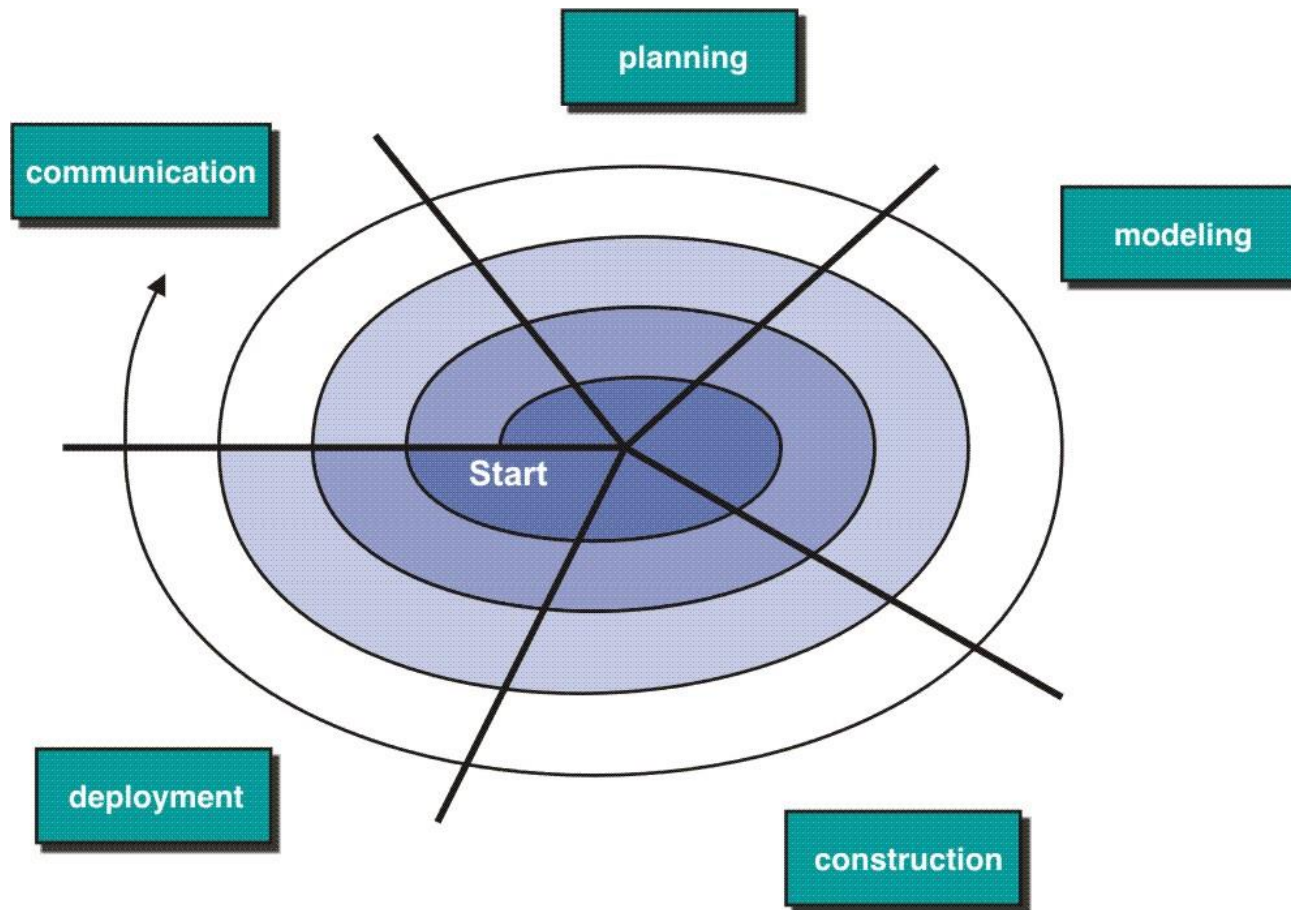 planning
communication
modeling
Start
deployment
construction